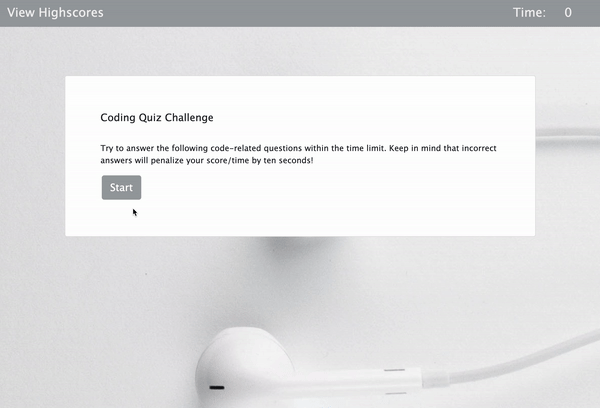 View Highscores
Time: 0
Coding Quiz Challenge
Try to answer the following code-related questions within the time limit. Keep in mind that incorrect
answers will penalize your score/time by ten seconds!
Start